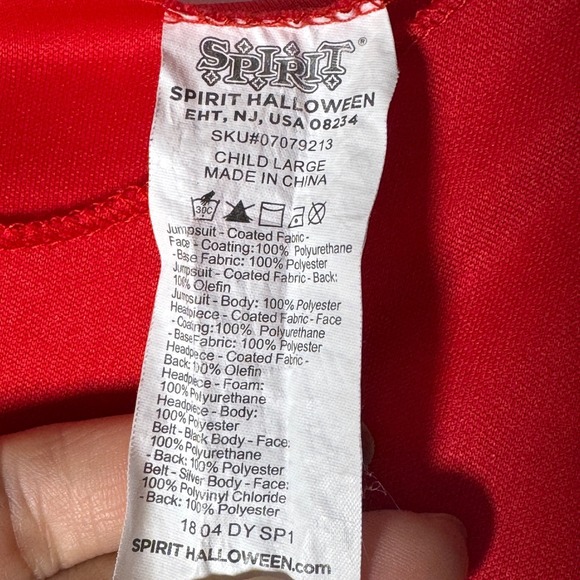 SPIRIT®
SPIRIT HALLOWEEN
EHT, NJ, USA 08234
SKU#07079213
CHILD LARGE
MADE IN CHINA
30C
Jumpsuit - Coated Fabric -
Face - Coating: 100% Polyurethane
- Base Fabric: 100% Polyester
Jumpsuit - Coated Fabric - Back:
100% Olefin
Jumpsuit - Body: 100% Polyester
Headpiece - Coated Fabric - Face
- Coating: 100% Polyurethane
- Base Fabric: 100% Polyester
Headpiece - Coated Fabric -
Back: 100% Olefin
Headpiece - Foam:
100% Polyurethane
Headpiece - Body:
100% Polyester
Belt - Black Body - Face:
100% Polyurethane
- Back: 100% Polyester
Belt - Silver Body - Face:
100% Polyvinyl Chloride
- Back: 100% Polyester
18 04 DY SP1
SPIRITHALLOWEEN.com